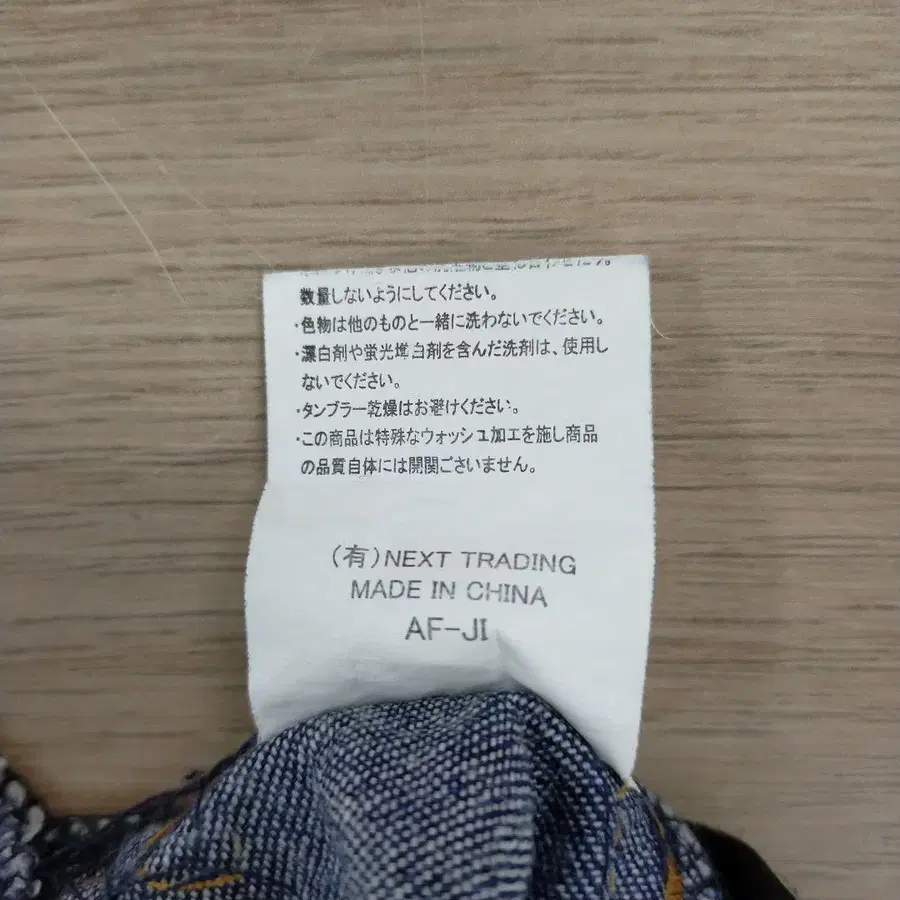 数量しないようにしてください。
・色物は他のものと一緒に洗わないでください。
・漂白剤や蛍光増白剤を含んだ洗剤は、使用し
ないでください。
・タンブラー乾燥はお避けください。
・この商品は特殊なウォッシュ加工を施し商品
の品質自体には開関ございません。
(有)NEXT TRADING
MADE IN CHINA
AF-JI